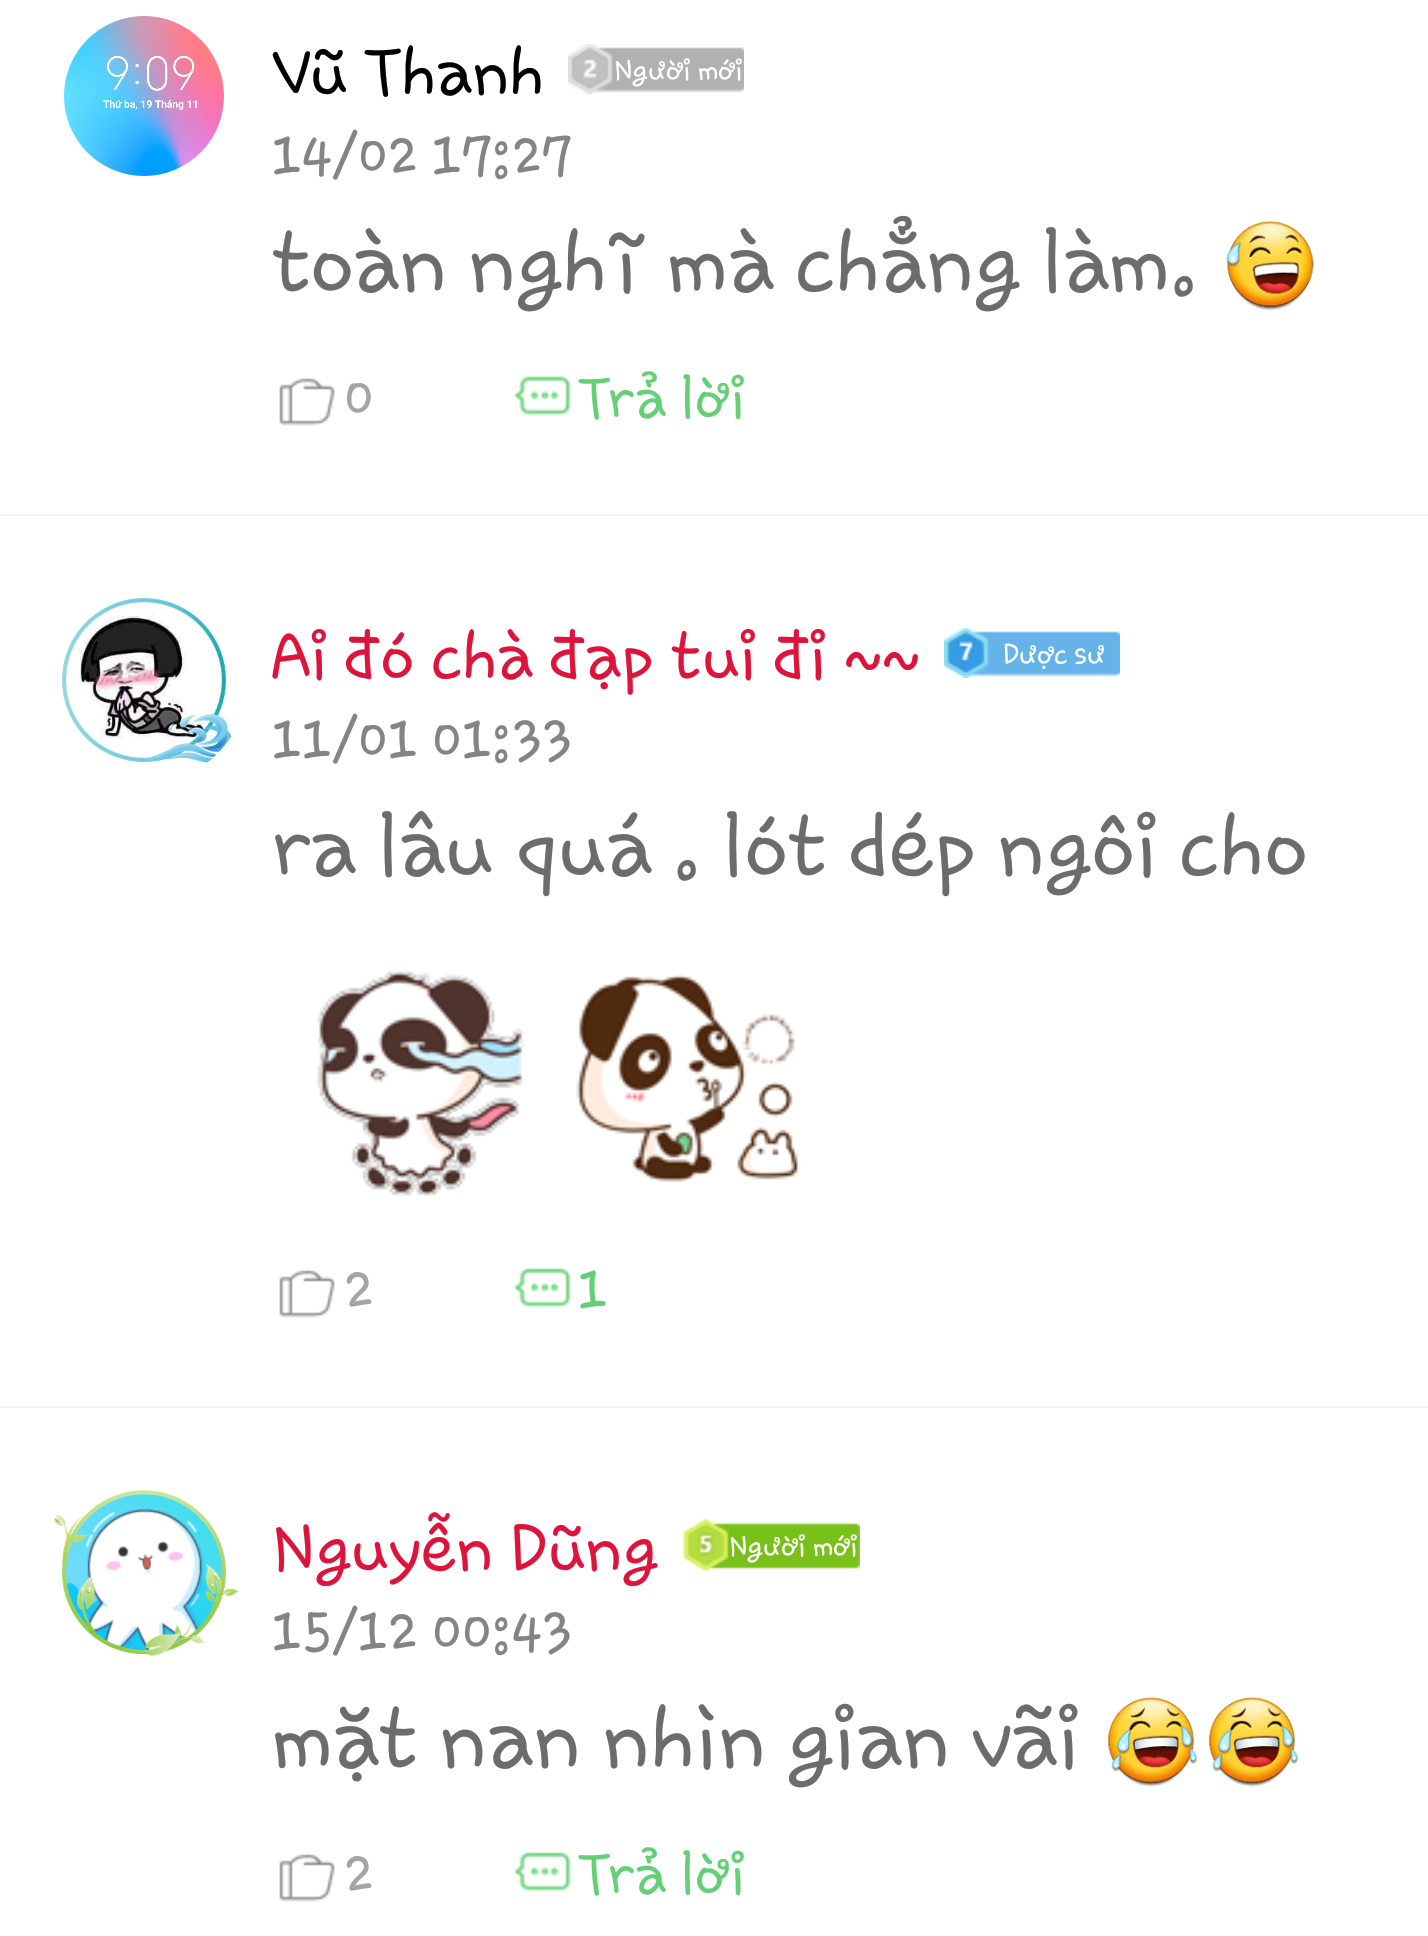 9:09
Thứ ba, 19 Tháng 11
Vũ Thanh 2 Người mới
14/02 17:27
toàn nghĩ mà chẳng làm. 😅
0 Trả lời
Ai đó chà đạp tui đi ~~ 7 Dược sư
11/01 01:33
ra lâu quá . lót dép ngôi cho
2 1
Nguyễn Dũng 5 Người mới
15/12 00:43
mặt nan nhìn gian vãi 😂😂
2 Trả lời